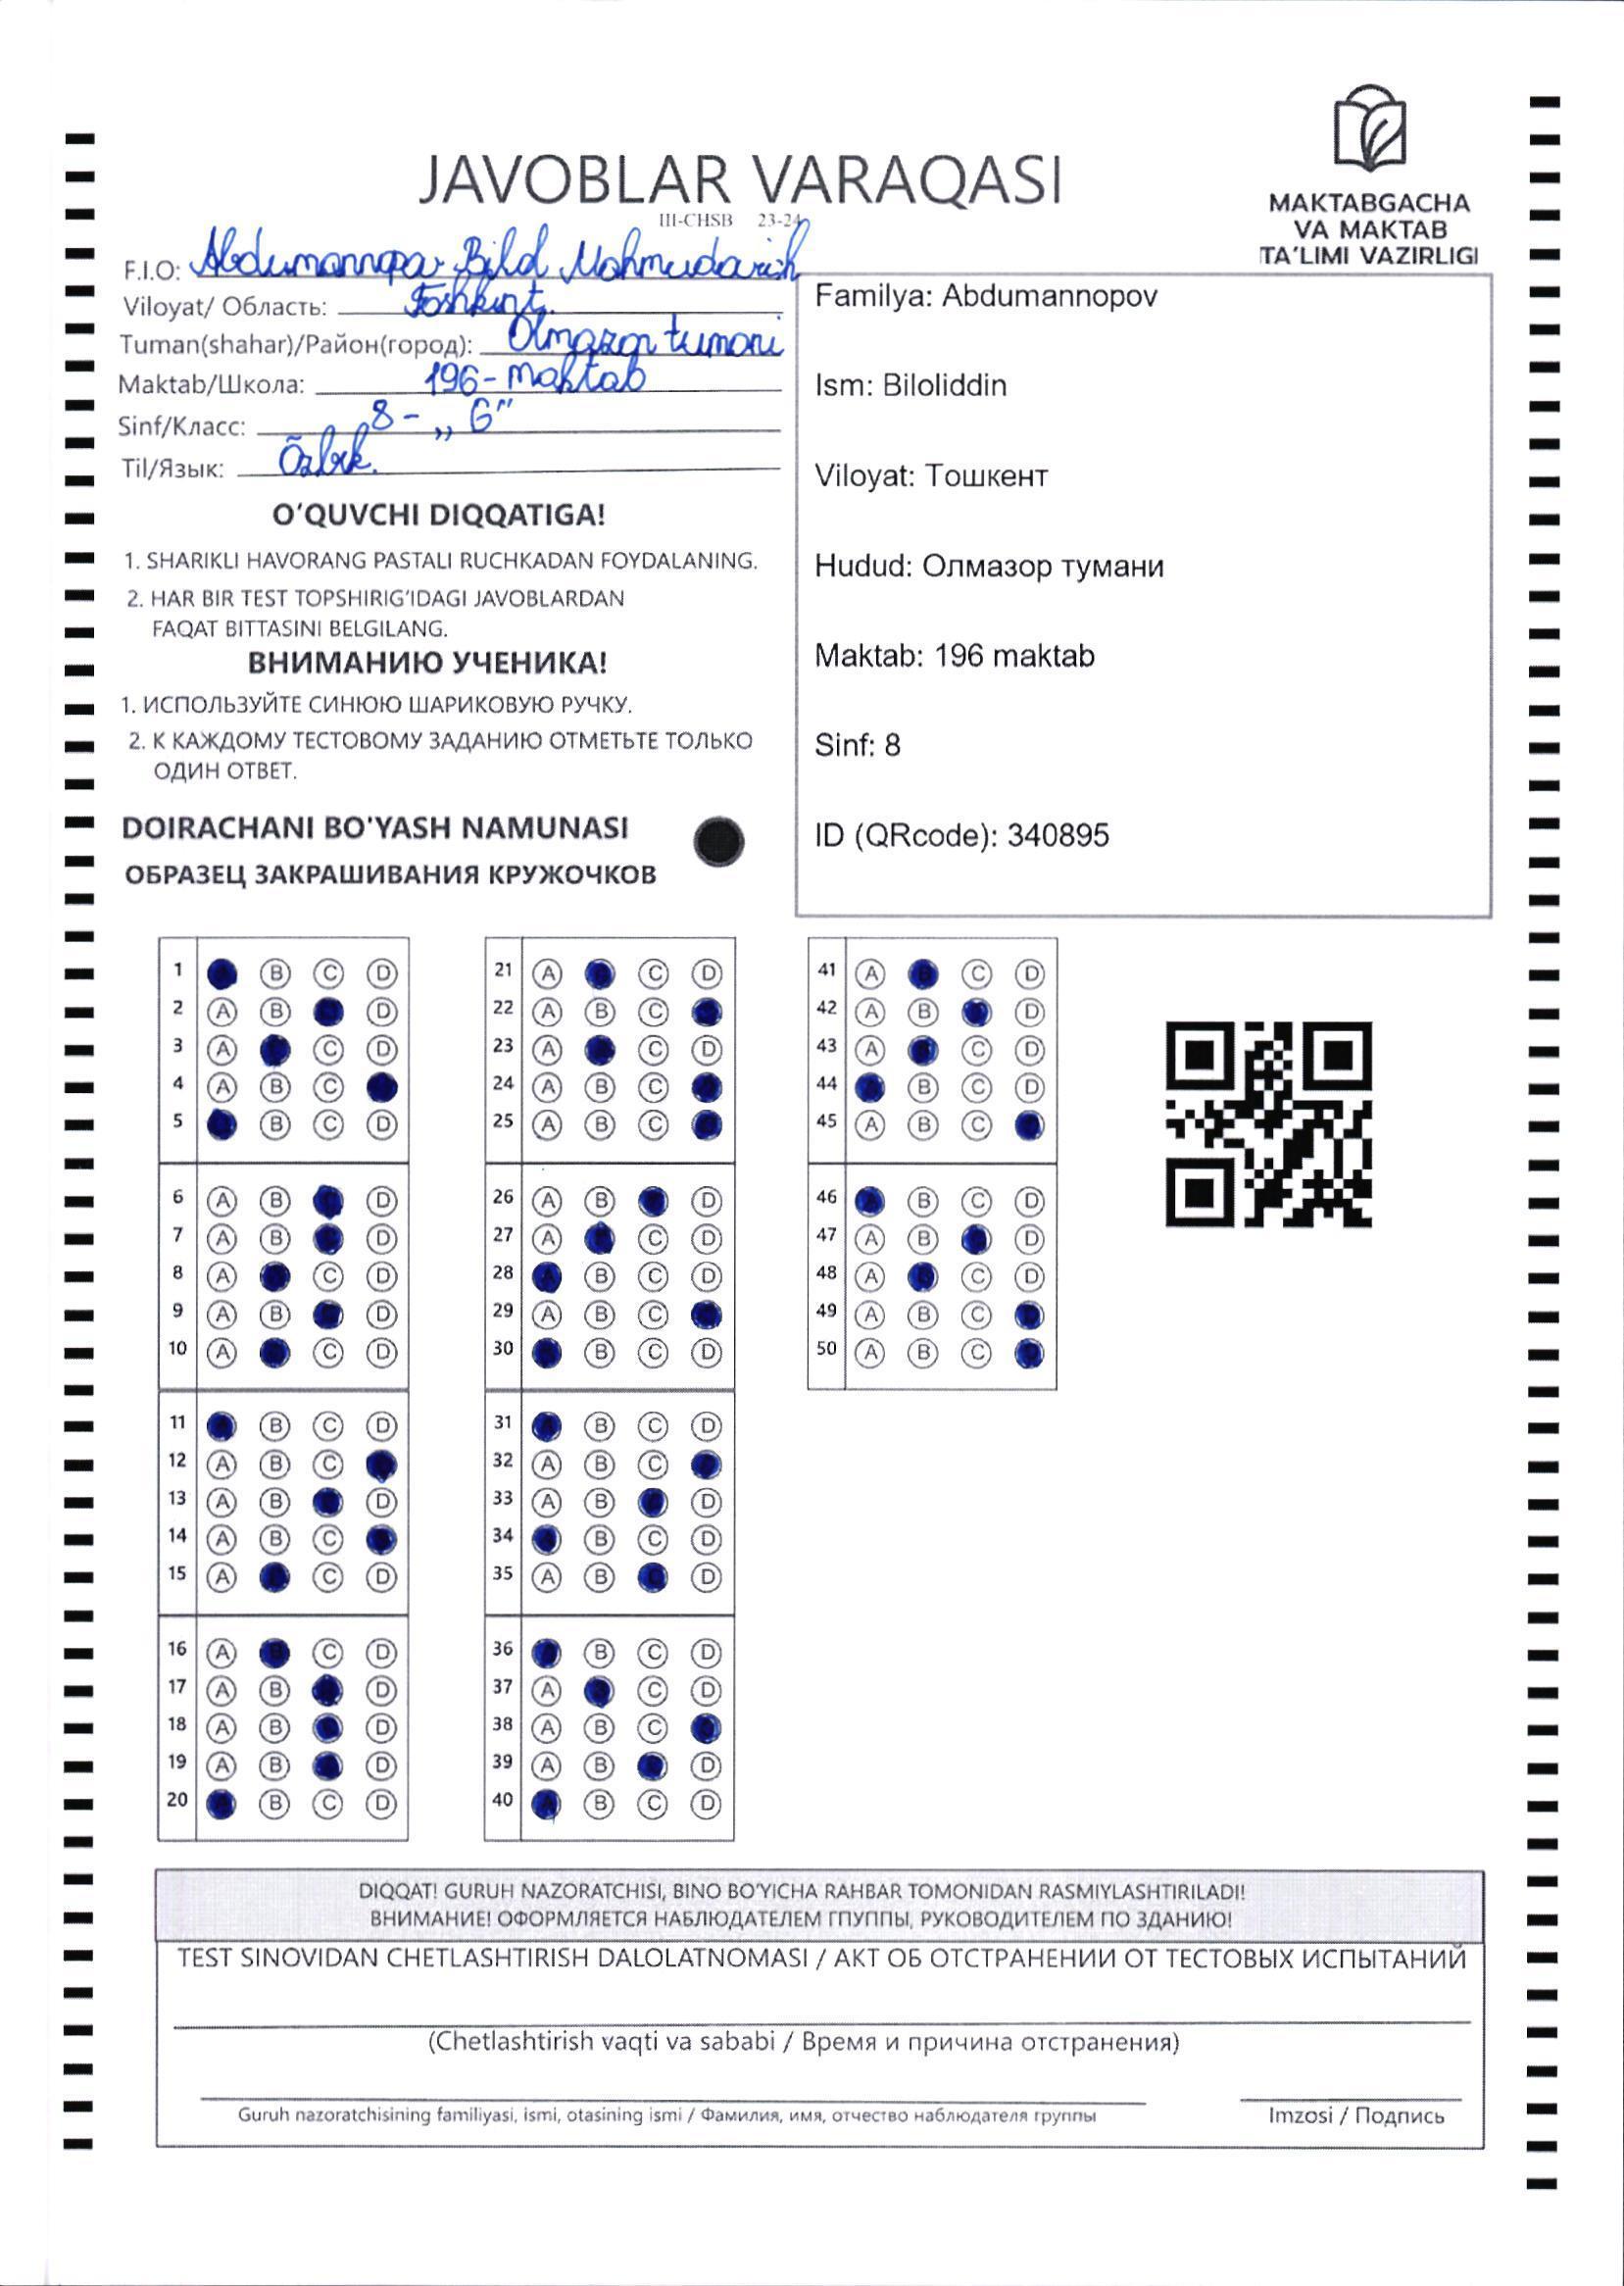 JAVOBLAR VARAQASI
III-CHSB 23-24
MAKTABGACHA
VA MAKTAB
TA'LIMI VAZIRLIGI
F.I.O:
Viloyat/ Область: Toshkent.
Tuman(shahar)/Район(город): Olmazor tumani
Maktab/Школа: 196-maktab
Sinf/Класс: 8-„G"
Til/Язык: Õzbek.
O'QUVCHI DIQQATIGA!
1. SHARIKLI HAVORANG PASTALI RUCHKADAN FOYDALANING.
2. HAR BIR TEST TOPSHIRIG'IDAGI JAVOBLARDAN
FAQAT BITTASINI BELGILANG.
ВНИМАНИЮ УЧЕНИКА!
1. ИСПОЛЬЗУЙТЕ СИНЮЮ ШАРИКОВУЮ РУЧКУ.
2. К КАЖДОМУ ТЕСТОВОМУ ЗАДАНИЮ ОТМЕТЬТЕ ТОЛЬКО
ОДИН ОТВЕТ.
DOIRACHANI BO'YASH NAMUNASI
ОБРАЗЕЦ ЗАКРАШИВАНИЯ КРУЖОЧКОВ
Familya: Abdumannopov
Ism: Biloliddin
Viloyat: Тошкент
Hudud: Олмазор тумани
Maktab: 196 maktab
Sinf: 8
ID (QRcode): 340895
1 B C D
2 A B D
3 A C D
4 A B C
5 B C D
6 A B D
7 A B D
8 A C D
9 A B D
10 A C D
11 B C D
12 A B C
13 A B D
14 A B C
15 A C D
16 A C D
17 A B D
18 A B D
19 A B D
20 B C D
21 A C D
22 A B C
23 A C D
24 A B C
25 A B C
26 A B D
27 A C D
28 B C D
29 A B C
30 B C D
31 B C D
32 A B C
33 A B D
34 B C D
35 A B D
36 B C D
37 A C D
38 A B C
39 A B D
40 B C D
41 A C D
42 A B D
43 A C D
44 B C D
45 A B C
46 B C D
47 A B D
48 A C D
49 A B C
50 A B C
DIQQAT! GURUH NAZORATCHISI, BINO BO'YICHA RAHBAR TOMONIDAN RASMIYLASHTIRILADI!
ВНИМАНИЕ! ОФОРМЛЯЕТСЯ НАБЛЮДАТЕЛЕМ ГПУППЫ, РУКОВОДИТЕЛЕМ ПО ЗДАНИЮ!
TEST SINOVIDAN CHETLASHTIRISH DALOLATNOMASI / АКТ ОБ ОТСТРАНЕНИИ ОТ ТЕСТОВЫХ ИСПЫТАНИЙ
(Chetlashtirish vaqti va sababi / Время и причина отстранения)
Guruh nazoratchisining familiyasi, ismi, otasining ismi / Фамилия, имя, отчество наблюдателя группы
Imzosi / Подпись